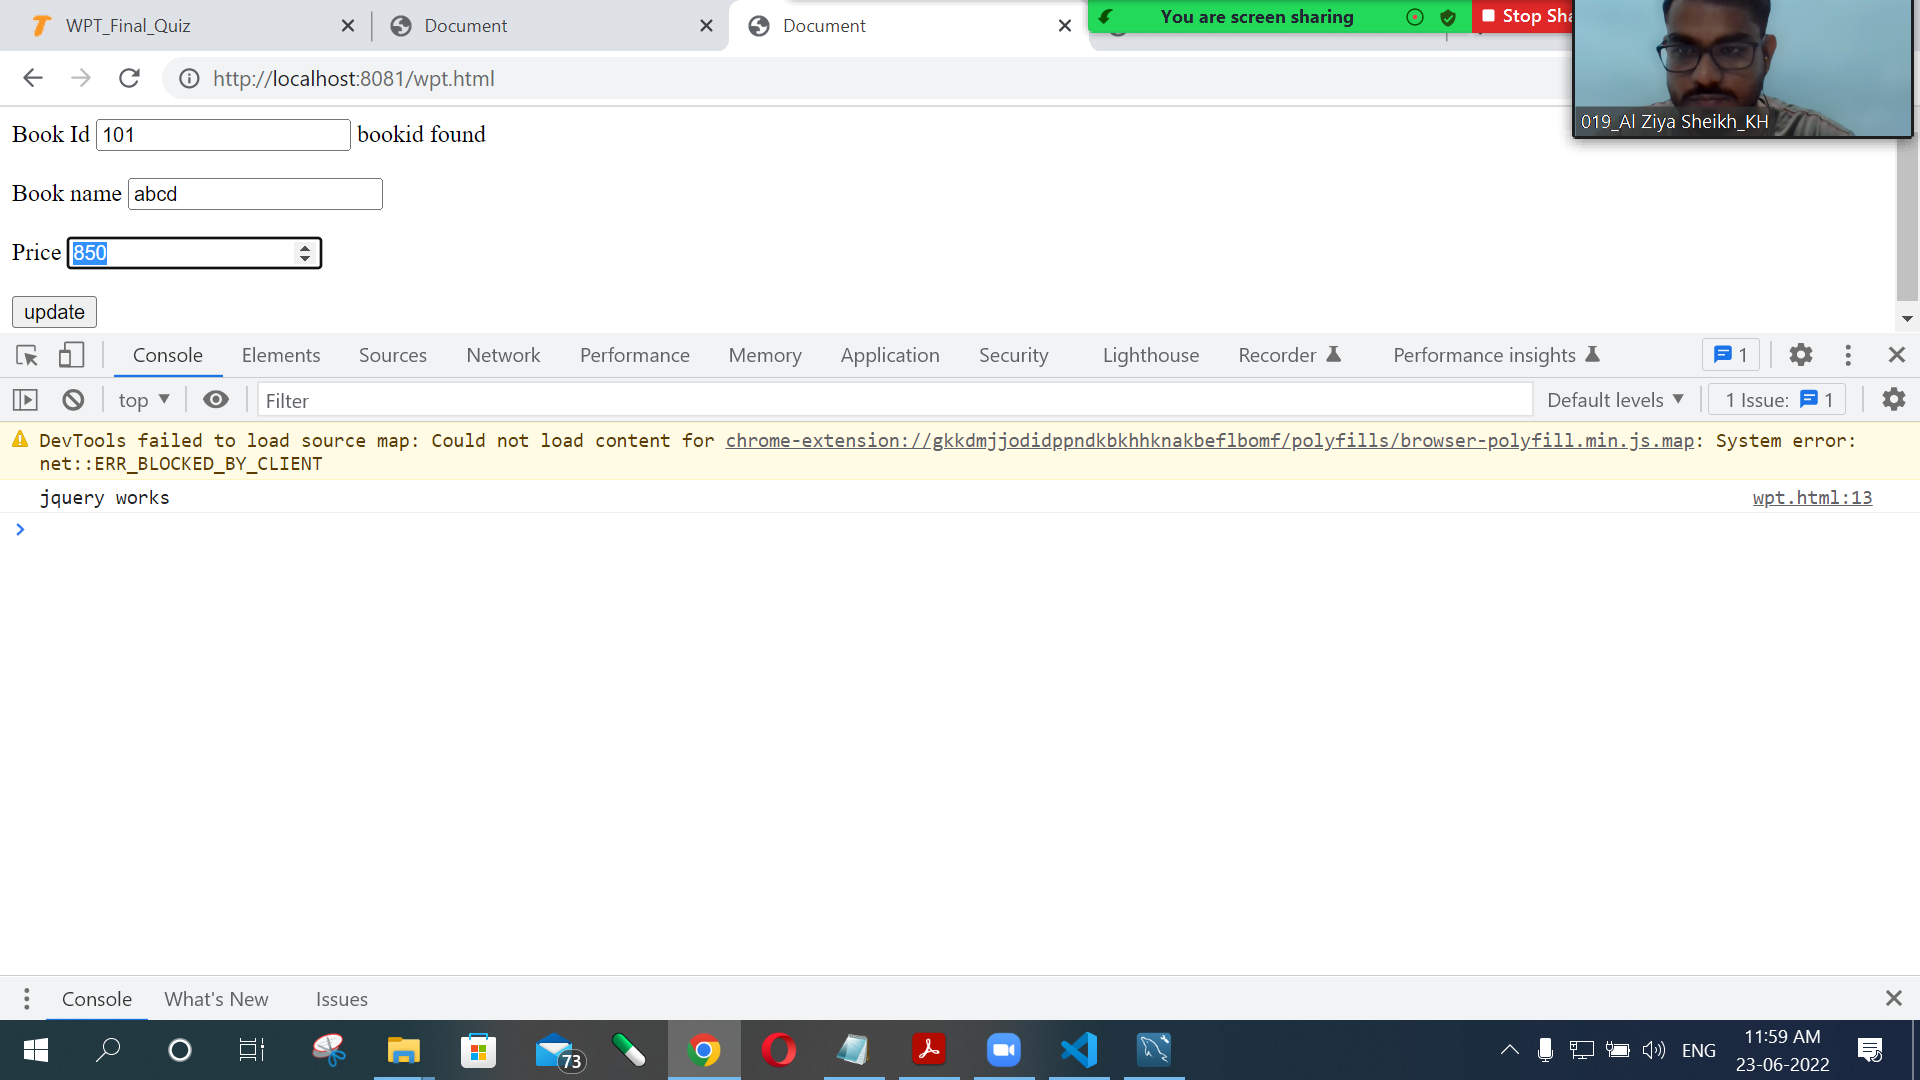 WPT_Final_Quiz
Document
Document
You are screen sharing
Stop Sha
http://localhost:8081/wpt.html
019_Al Ziya Sheikh_KH
Book Id 101 bookid found
Book name abcd
Price 850
update
Console Elements Sources Network Performance Memory Application Security Lighthouse Recorder Performance insights 1
top Filter Default levels 1 Issue: 1
DevTools failed to load source map: Could not load content for chrome-extension://gkkdmjjodidppndkbkhhknakbeflbomf/polyfills/browser-polyfill.min.js.map: System error:
net::ERR_BLOCKED_BY_CLIENT
jquery works wpt.html:13
Console What's New Issues
73
ENG
11:59 AM
23-06-2022